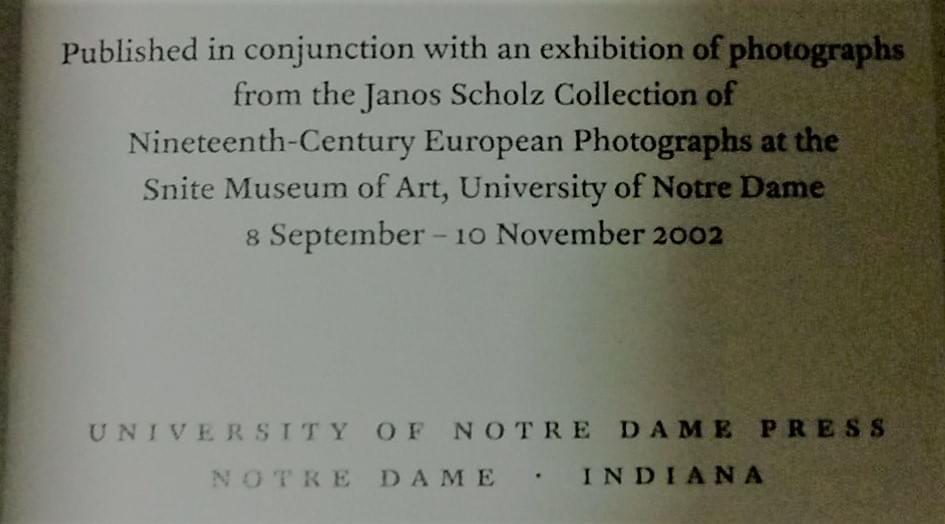 Published in conjunction with an exhibition of photographs
from the Janos Scholz Collection of
Nineteenth-Century European Photographs at the
Snite Museum of Art, University of Notre Dame
8 September – 10 November 2002
UNIVERSITY OF NOTRE DAME PRESS
NOTRE DAME · INDIANA